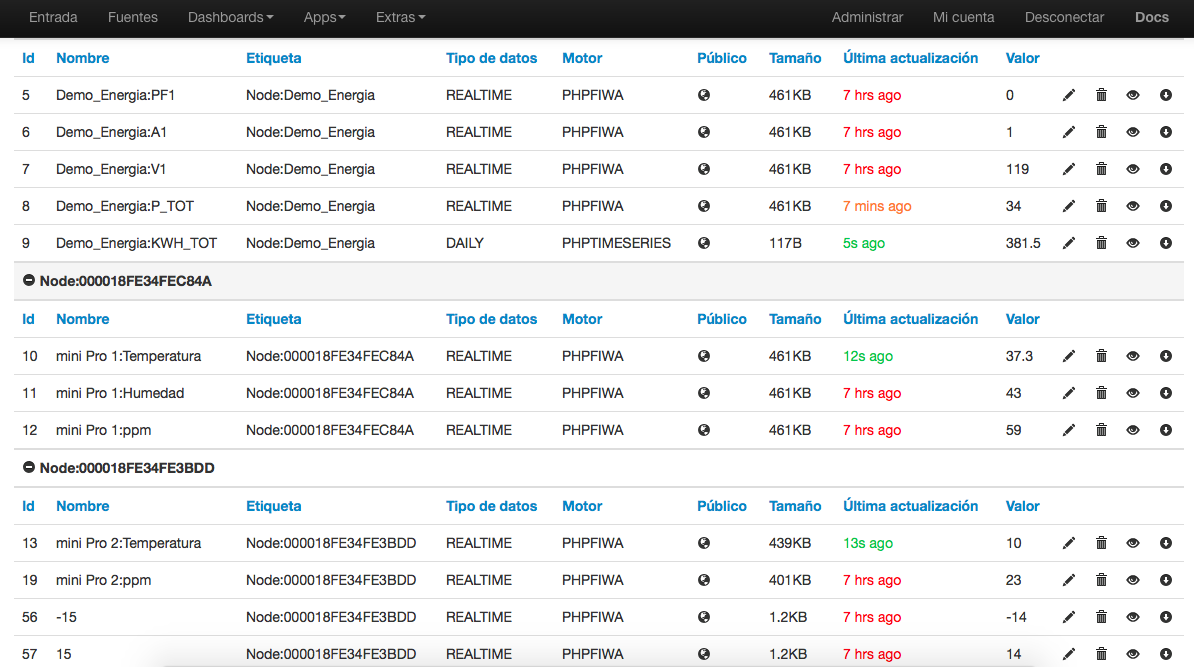 Entrada Fuentes Dashboards Apps Extras Administrar Mi cuenta Desconectar Docs
Id Nombre Etiqueta Tipo de datos Motor Público Tamaño Última actualización Valor
5 Demo_Energia:PF1 Node:Demo_Energia REALTIME PHPFIWA 461KB 7 hrs ago 0
6 Demo_Energia:A1 Node:Demo_Energia REALTIME PHPFIWA 461KB 7 hrs ago 1
7 Demo_Energia:V1 Node:Demo_Energia REALTIME PHPFIWA 461KB 7 hrs ago 119
8 Demo_Energia:P_TOT Node:Demo_Energia REALTIME PHPFIWA 461KB 7 mins ago 34
9 Demo_Energia:KWH_TOT Node:Demo_Energia DAILY PHPTIMESERIES 117B 5s ago 381.5
Node:000018FE34FEC84A
Id Nombre Etiqueta Tipo de datos Motor Público Tamaño Última actualización Valor
10 mini Pro 1:Temperatura Node:000018FE34FEC84A REALTIME PHPFIWA 461KB 12s ago 37.3
11 mini Pro 1:Humedad Node:000018FE34FEC84A REALTIME PHPFIWA 461KB 7 hrs ago 43
12 mini Pro 1:ppm Node:000018FE34FEC84A REALTIME PHPFIWA 461KB 7 hrs ago 59
Node:000018FE34FE3BDD
Id Nombre Etiqueta Tipo de datos Motor Público Tamaño Última actualización Valor
13 mini Pro 2:Temperatura Node:000018FE34FE3BDD REALTIME PHPFIWA 439KB 13s ago 10
19 mini Pro 2:ppm Node:000018FE34FE3BDD REALTIME PHPFIWA 401KB 7 hrs ago 23
56 -15 Node:000018FE34FE3BDD REALTIME PHPFIWA 1.2KB 7 hrs ago -14
57 15 Node:000018FE34FE3BDD REALTIME PHPFIWA 1.2KB 7 hrs ago 14